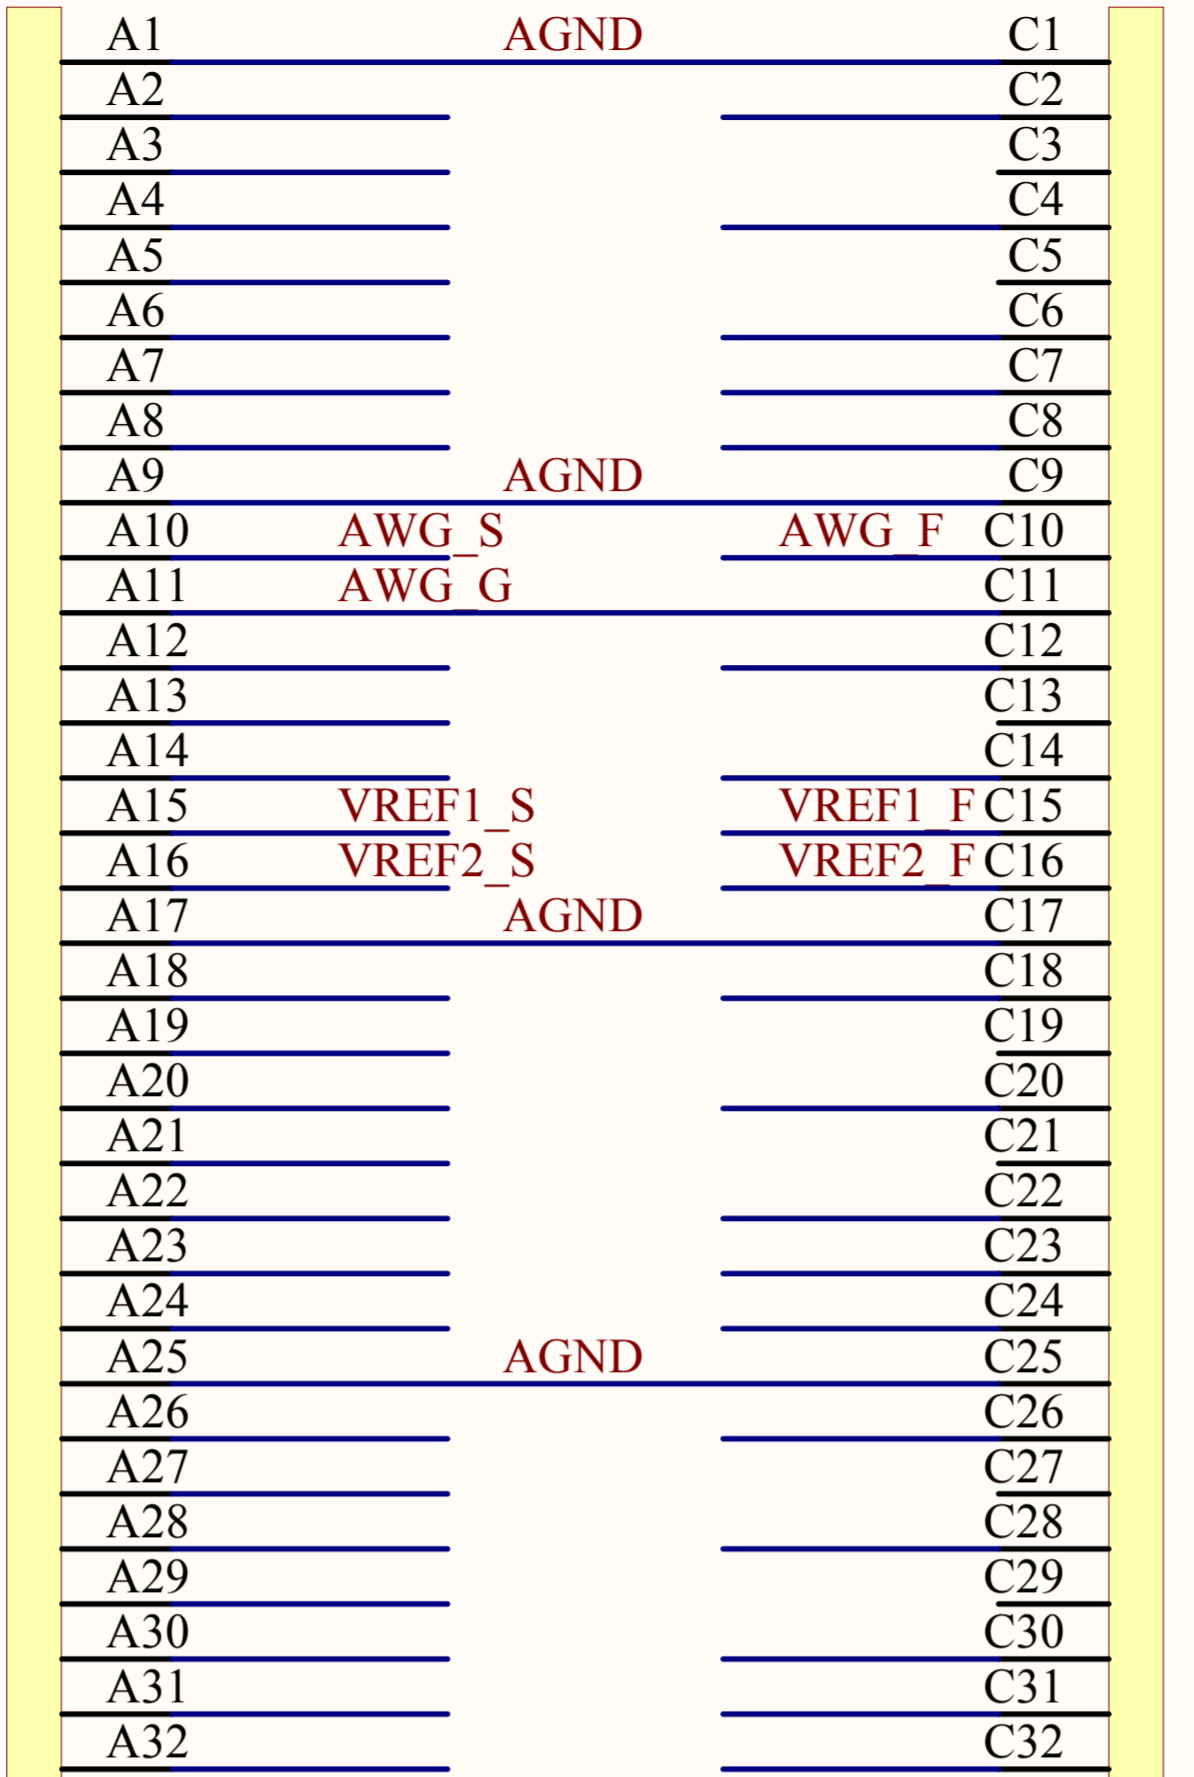 A1 AGND C1
A2 C2
A3 C3
A4 C4
A5 C5
A6 C6
A7 C7
A8 C8
A9 AGND C9
A10 AWG_S AWG_F C10
A11 AWG_G C11
A12 C12
A13 C13
A14 C14
A15 VREF1_S VREF1_F C15
A16 VREF2_S VREF2_F C16
A17 AGND C17
A18 C18
A19 C19
A20 C20
A21 C21
A22 C22
A23 C23
A24 C24
A25 AGND C25
A26 C26
A27 C27
A28 C28
A29 C29
A30 C30
A31 C31
A32 C32